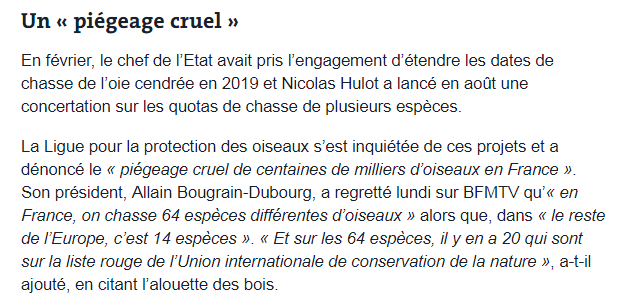 Un « piégeage cruel »
En février, le chef de l’Etat avait pris l’engagement d’étendre les dates de
chasse de l’oie cendrée en 2019 et Nicolas Hulot a lancé en août une
concertation sur les quotas de chasse de plusieurs espèces.
La Ligue pour la protection des oiseaux s’est inquiétée de ces projets et a
dénoncé le « piégeage cruel de centaines de milliers d’oiseaux en France ».
Son président, Allain Bougrain-Dubourg, a regretté lundi sur BFMTV qu’« en
France, on chasse 64 espèces différentes d’oiseaux » alors que, dans « le reste
de l’Europe, c’est 14 espèces ». « Et sur les 64 espèces, il y en a 20 qui sont
sur la liste rouge de l’Union internationale de conservation de la nature », a-t-il
ajouté, en citant l’alouette des bois.